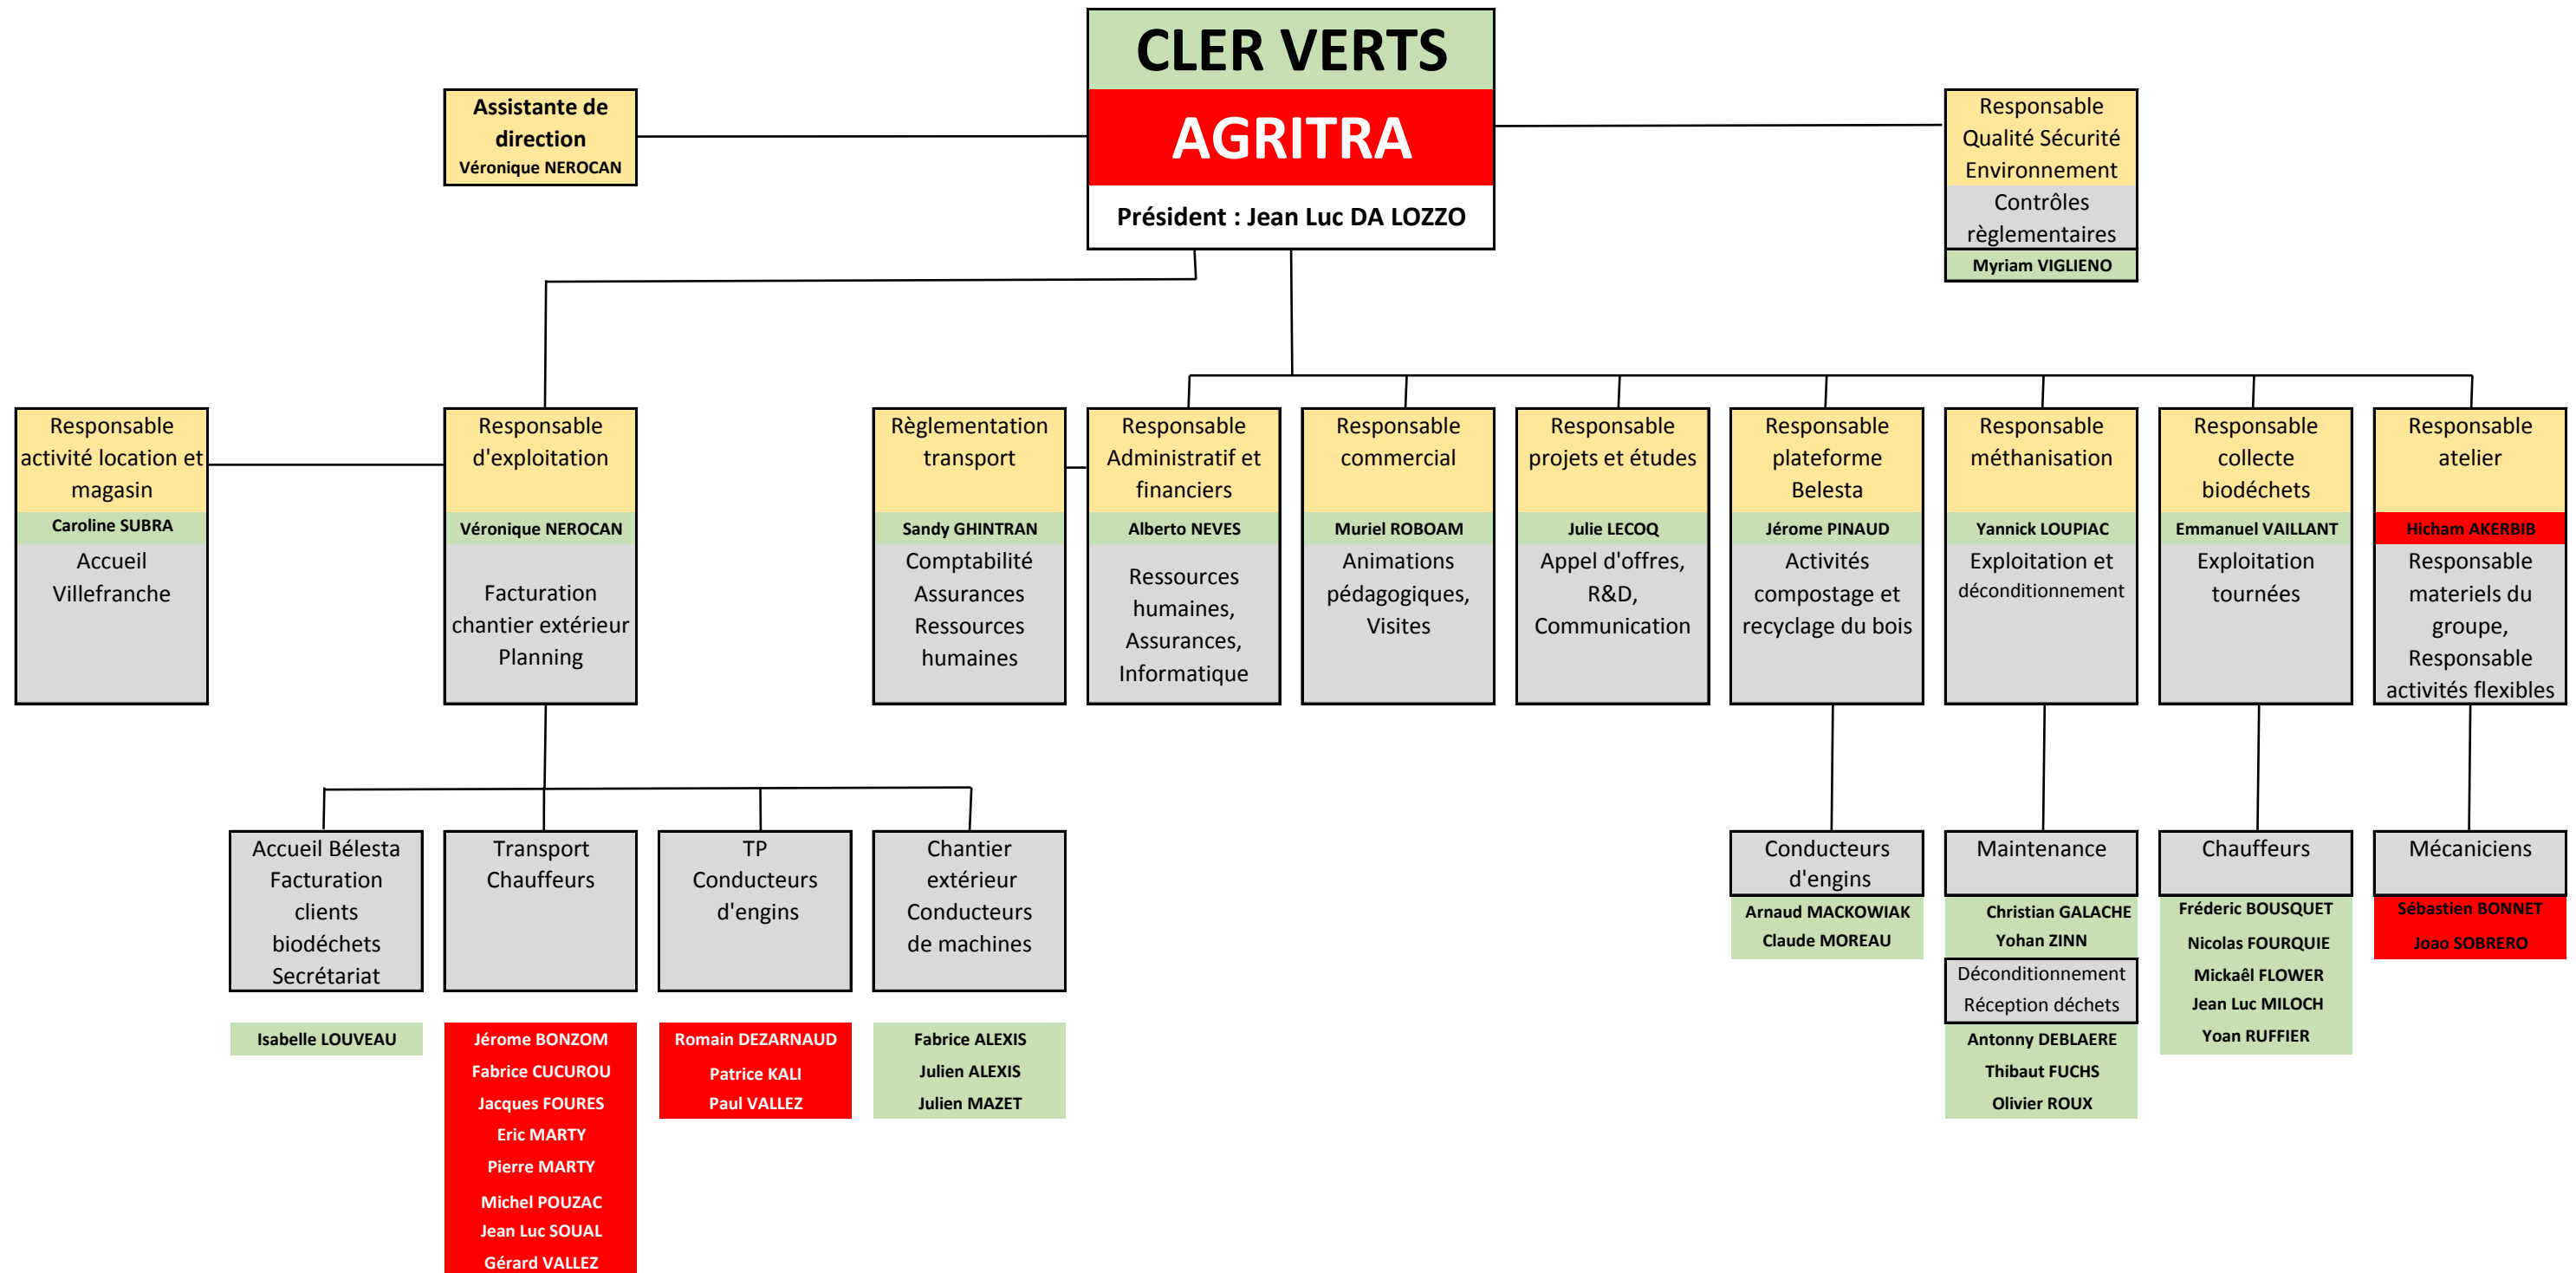 CLER VERTS
AGRITRA
Président : Jean Luc DA LOZZO
Assistante de
direction
Véronique NEROCAN
Responsable
Qualité Sécurité
Environnement
Contrôles
règlementaires
Myriam VIGLIENO
Responsable
activité location et
magasin
Caroline SUBRA
Accueil
Villefranche
Responsable
d'exploitation
Véronique NEROCAN
Facturation
chantier extérieur
Planning
Règlementation
transport
Sandy GHINTRAN
Comptabilité
Assurances
Ressources
humaines
Responsable
Administratif et
financiers
Alberto NEVES
Ressources
humaines,
Assurances,
Informatique
Responsable
commercial
Muriel ROBOAM
Animations
pédagogiques,
Visites
Responsable
projets et études
Julie LECOQ
Appel d'offres,
R&D,
Communication
Responsable
plateforme
Belesta
Jérome PINAUD
Activités
compostage et
recyclage du bois
Responsable
méthanisation
Yannick LOUPIAC
Exploitation et
déconditionnement
Responsable
collecte
biodéchets
Emmanuel VAILLANT
Exploitation
tournées
Responsable
atelier
Hicham AKERBIB
Responsable
materiels du
groupe,
Responsable
activités flexibles
Accueil Bélesta
Facturation
clients
biodéchets
Secrétariat
Isabelle LOUVEAU
Transport
Chauffeurs
Jérome BONZOM
Fabrice CUCUROU
Jacques FOURES
Eric MARTY
Pierre MARTY
Michel POUZAC
Jean Luc SOUAL
Gérard VALLEZ
TP
Conducteurs
d'engins
Romain DEZARNAUD
Patrice KALI
Paul VALLEZ
Chantier
extérieur
Conducteurs
de machines
Fabrice ALEXIS
Julien ALEXIS
Julien MAZET
Conducteurs
d'engins
Arnaud MACKOWIAK
Claude MOREAU
Maintenance
Christian GALACHE
Yohan ZINN
Déconditionnement
Réception déchets
Antonny DEBLAERE
Thibaut FUCHS
Olivier ROUX
Chauffeurs
Fréderic BOUSQUET
Nicolas FOURQUIE
Mickaêl FLOWER
Jean Luc MILOCH
Yoan RUFFIER
Mécaniciens
Sébastien BONNET
Joao SOBRERO